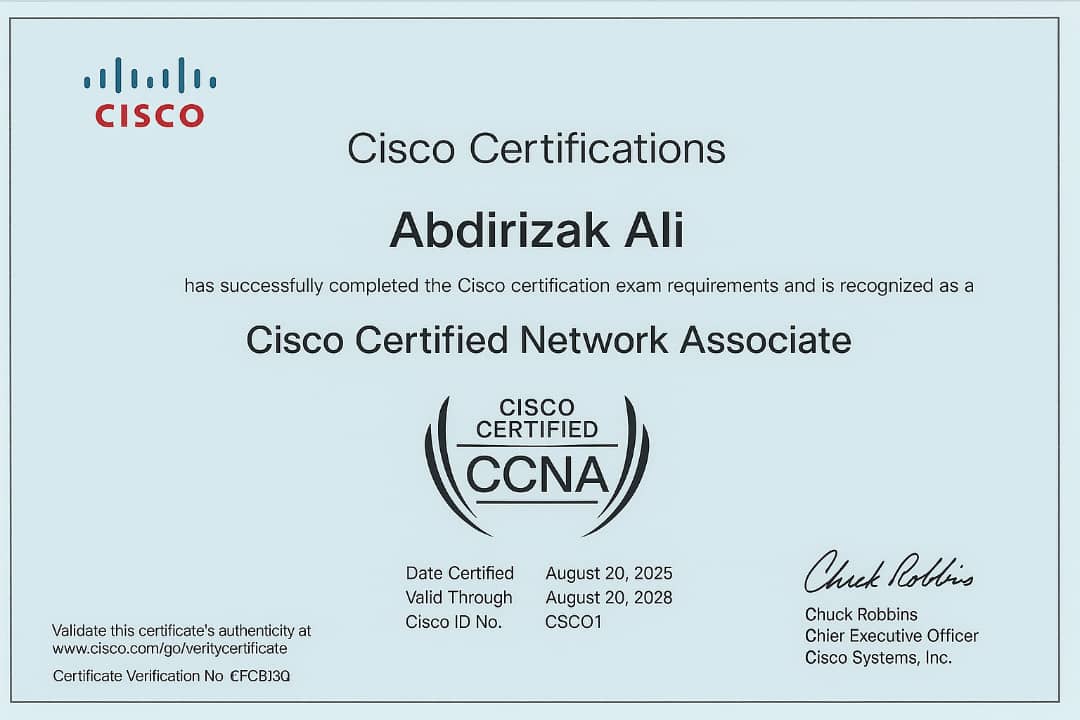 CISCO
Cisco Certifications
Abdirizak Ali
has successfully completed the Cisco certification exam requirements and is recognized as a
Cisco Certified Network Associate
CISCO
CERTIFIED
CCNA
Date Certified August 20, 2025
Valid Through August 20, 2028
Cisco ID No. CSCO1
Validate this certificate's authenticity at
www.cisco.com/go/veritycertificate
Certificate Verification No €FCBJ3Q
Chuck Robbins
Chuck Robbins
Chier Executive Officer
Cisco Systems, Inc.